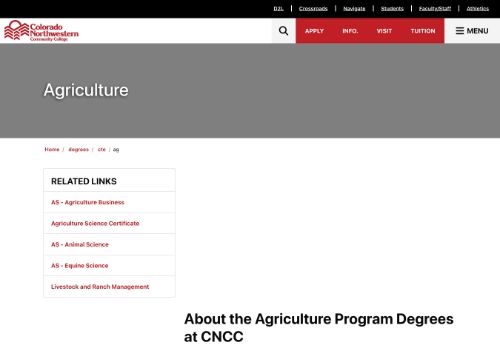 D2L | Crossroads | Navigate | Students | Faculty/Staff | Athletics
Colorado
Northwestern
Community College
APPLY INFO. VISIT TUITION MENU
Agriculture
Home / degrees / cte / ag
RELATED LINKS
AS - Agriculture Business
Agriculture Science Certificate
AS - Animal Science
AS - Equine Science
Livestock and Ranch Management
About the Agriculture Program Degrees
at CNCC